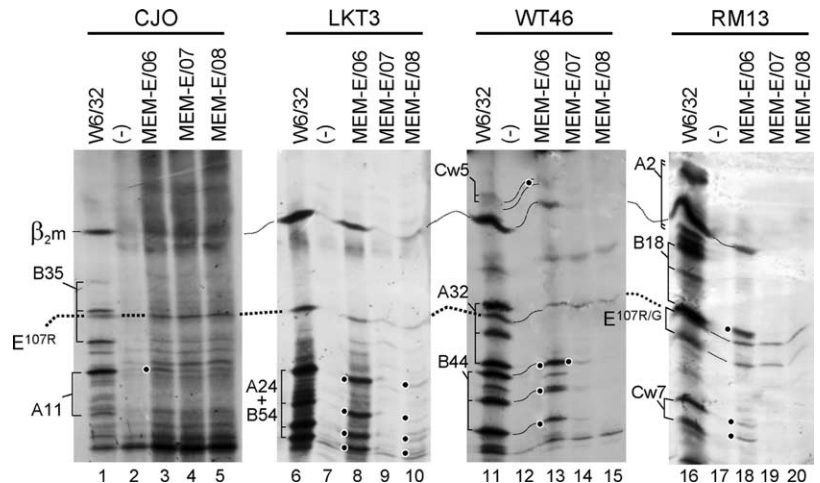 CJO LKT3 WT46 RM13
W6/32 (-) MEM-E/06 MEM-E/07 MEM-E/08 W6/32 (-) MEM-E/06 MEM-E/07 MEM-E/08 W6/32 (-) MEM-E/06 MEM-E/07 MEM-E/08 W6/32 (-) MEM-E/06 MEM-E/07 MEM-E/08
β2m
B35
E107R
A11
A24
+
B54
Cw5
A32
B44
A2
B18
E107R/G
Cw7
1 2 3 4 5 6 7 8 9 10 11 12 13 14 15 16 17 18 19 20